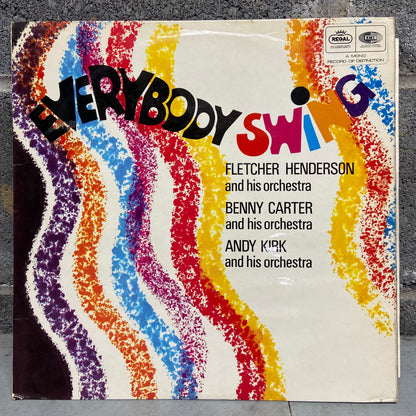 REGAL
EMI
A MONO
RECORD OF DISTINCTION
EVERYBODY SWING
FLETCHER HENDERSON
and his orchestra
BENNY CARTER
and his orchestra
ANDY KIRK
and his orchestra